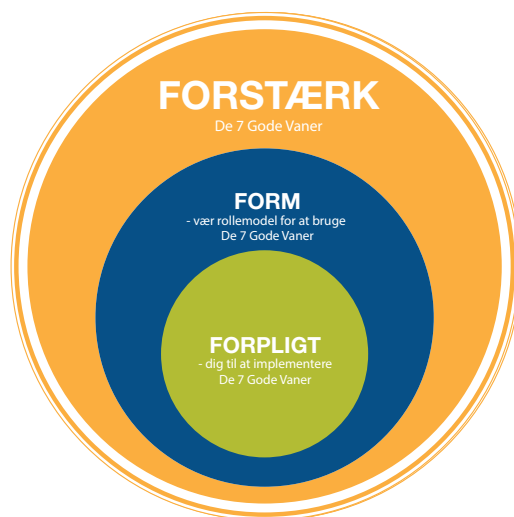 FORSTÆRK
De 7 Gode Vaner
FORM
- vær rollemodel for at bruge
De 7 Gode Vaner
FORPLIGT
- dig til at implementere
De 7 Gode Vaner